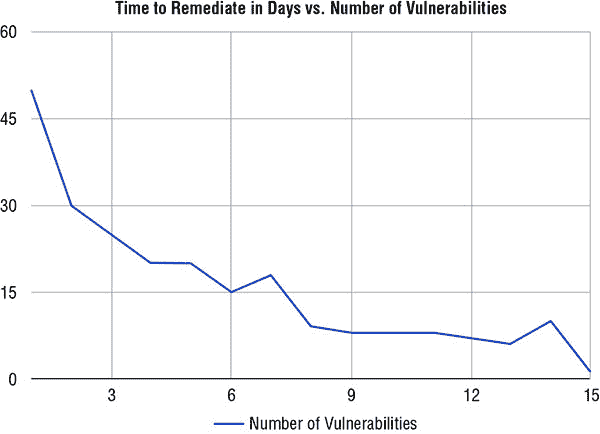 Time to Remediate in Days vs. Number of Vulnerabilities
60
45
30
15
0
3 6 9 12 15
Number of Vulnerabilities